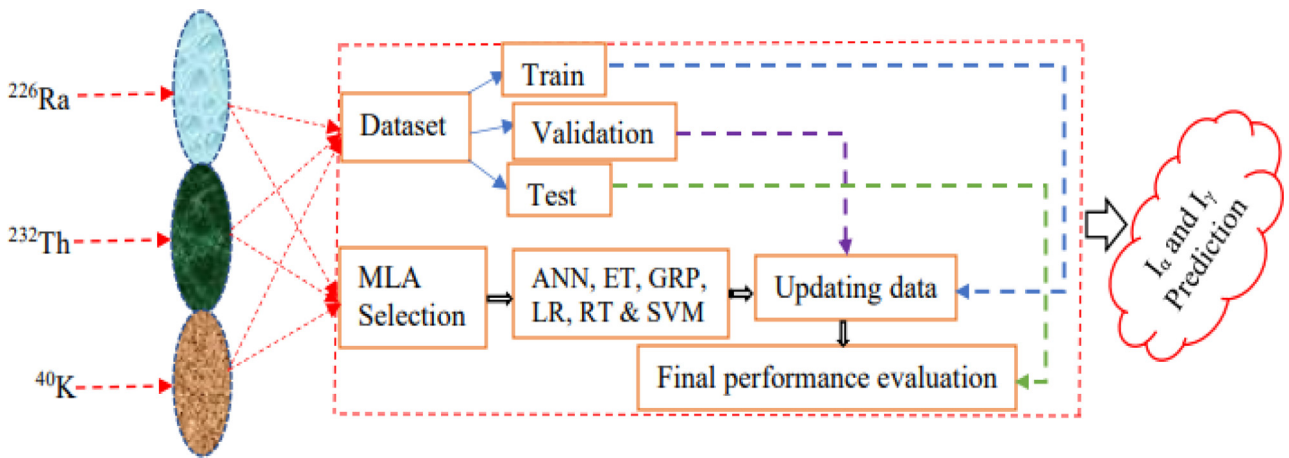 ²²⁶Ra
²³²Th
⁴⁰K
Dataset
Train
Validation
Test
MLA
Selection
ANN, ET, GRP,
LR, RT & SVM
Updating data
Final performance evaluation
Iα and Iγ
Prediction